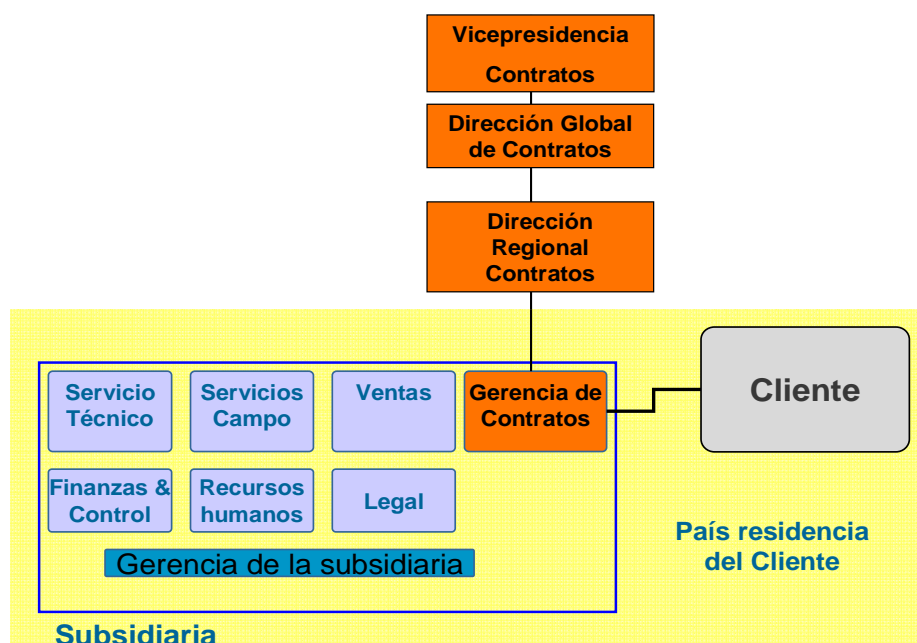 Vicepresidencia
Contratos
Dirección Global
de Contratos
Dirección
Regional
Contratos
Servicio
Técnico
Servicios
Campo
Ventas
Gerencia de
Contratos
Cliente
Finanzas &
Control
Recursos
humanos
Legal
Gerencia de la subsidiaria
País residencia
del Cliente
Subsidiaria